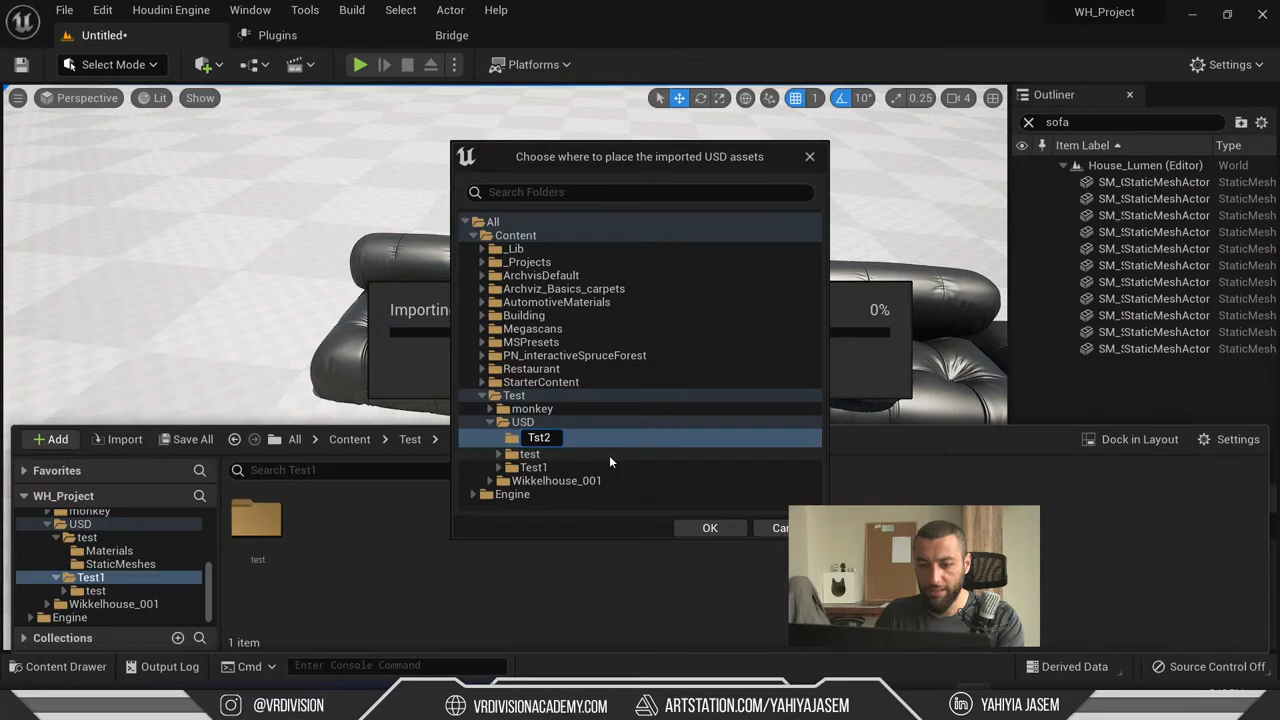 File Edit Houdini Engine Window Tools Build Select Actor Help
WH_Project
Untitled* Plugins Bridge
Select Mode Platforms Settings
Perspective Lit Show 1 10° 0.25 4
Outliner
sofa
Item Label Type
House_Lumen (Editor) World
SM_(StaticMeshActor StaticMesh
SM_(StaticMeshActor StaticMesh
SM_(StaticMeshActor StaticMesh
SM_(StaticMeshActor StaticMesh
SM_(StaticMeshActor StaticMesh
SM_(StaticMeshActor StaticMesh
SM_(StaticMeshActor StaticMesh
SM_(StaticMeshActor StaticMesh
SM_(StaticMeshActor StaticMesh
SM_(StaticMeshActor StaticMesh
SM_(StaticMeshActor StaticMesh
Importing 0%
Choose where to place the imported USD assets
Search Folders
All
Content
_Lib
_Projects
ArchvisDefault
Archviz_Basics_carpets
AutomotiveMaterials
Building
Megascans
MSPresets
PN_interactiveSpruceForest
Restaurant
StarterContent
Test
monkey
USD
Tst2
test
Test1
Wikkelhouse_001
Engine
OK Can
Add Import Save All All Content Test Dock in Layout Settings
Favorites
Search Test1
WH_Project
monkey
USD
test
Materials
StaticMeshes
Test1
test
Wikkelhouse_001
Engine
Collections
test
1 item
Content Drawer Output Log Cmd Enter Console Command Derived Data Source Control Off
@VRDIVISION VRDIVISIONACADEMY.COM ARTSTATION.COM/YAHIYAJASEM YAHIYIA JASEM